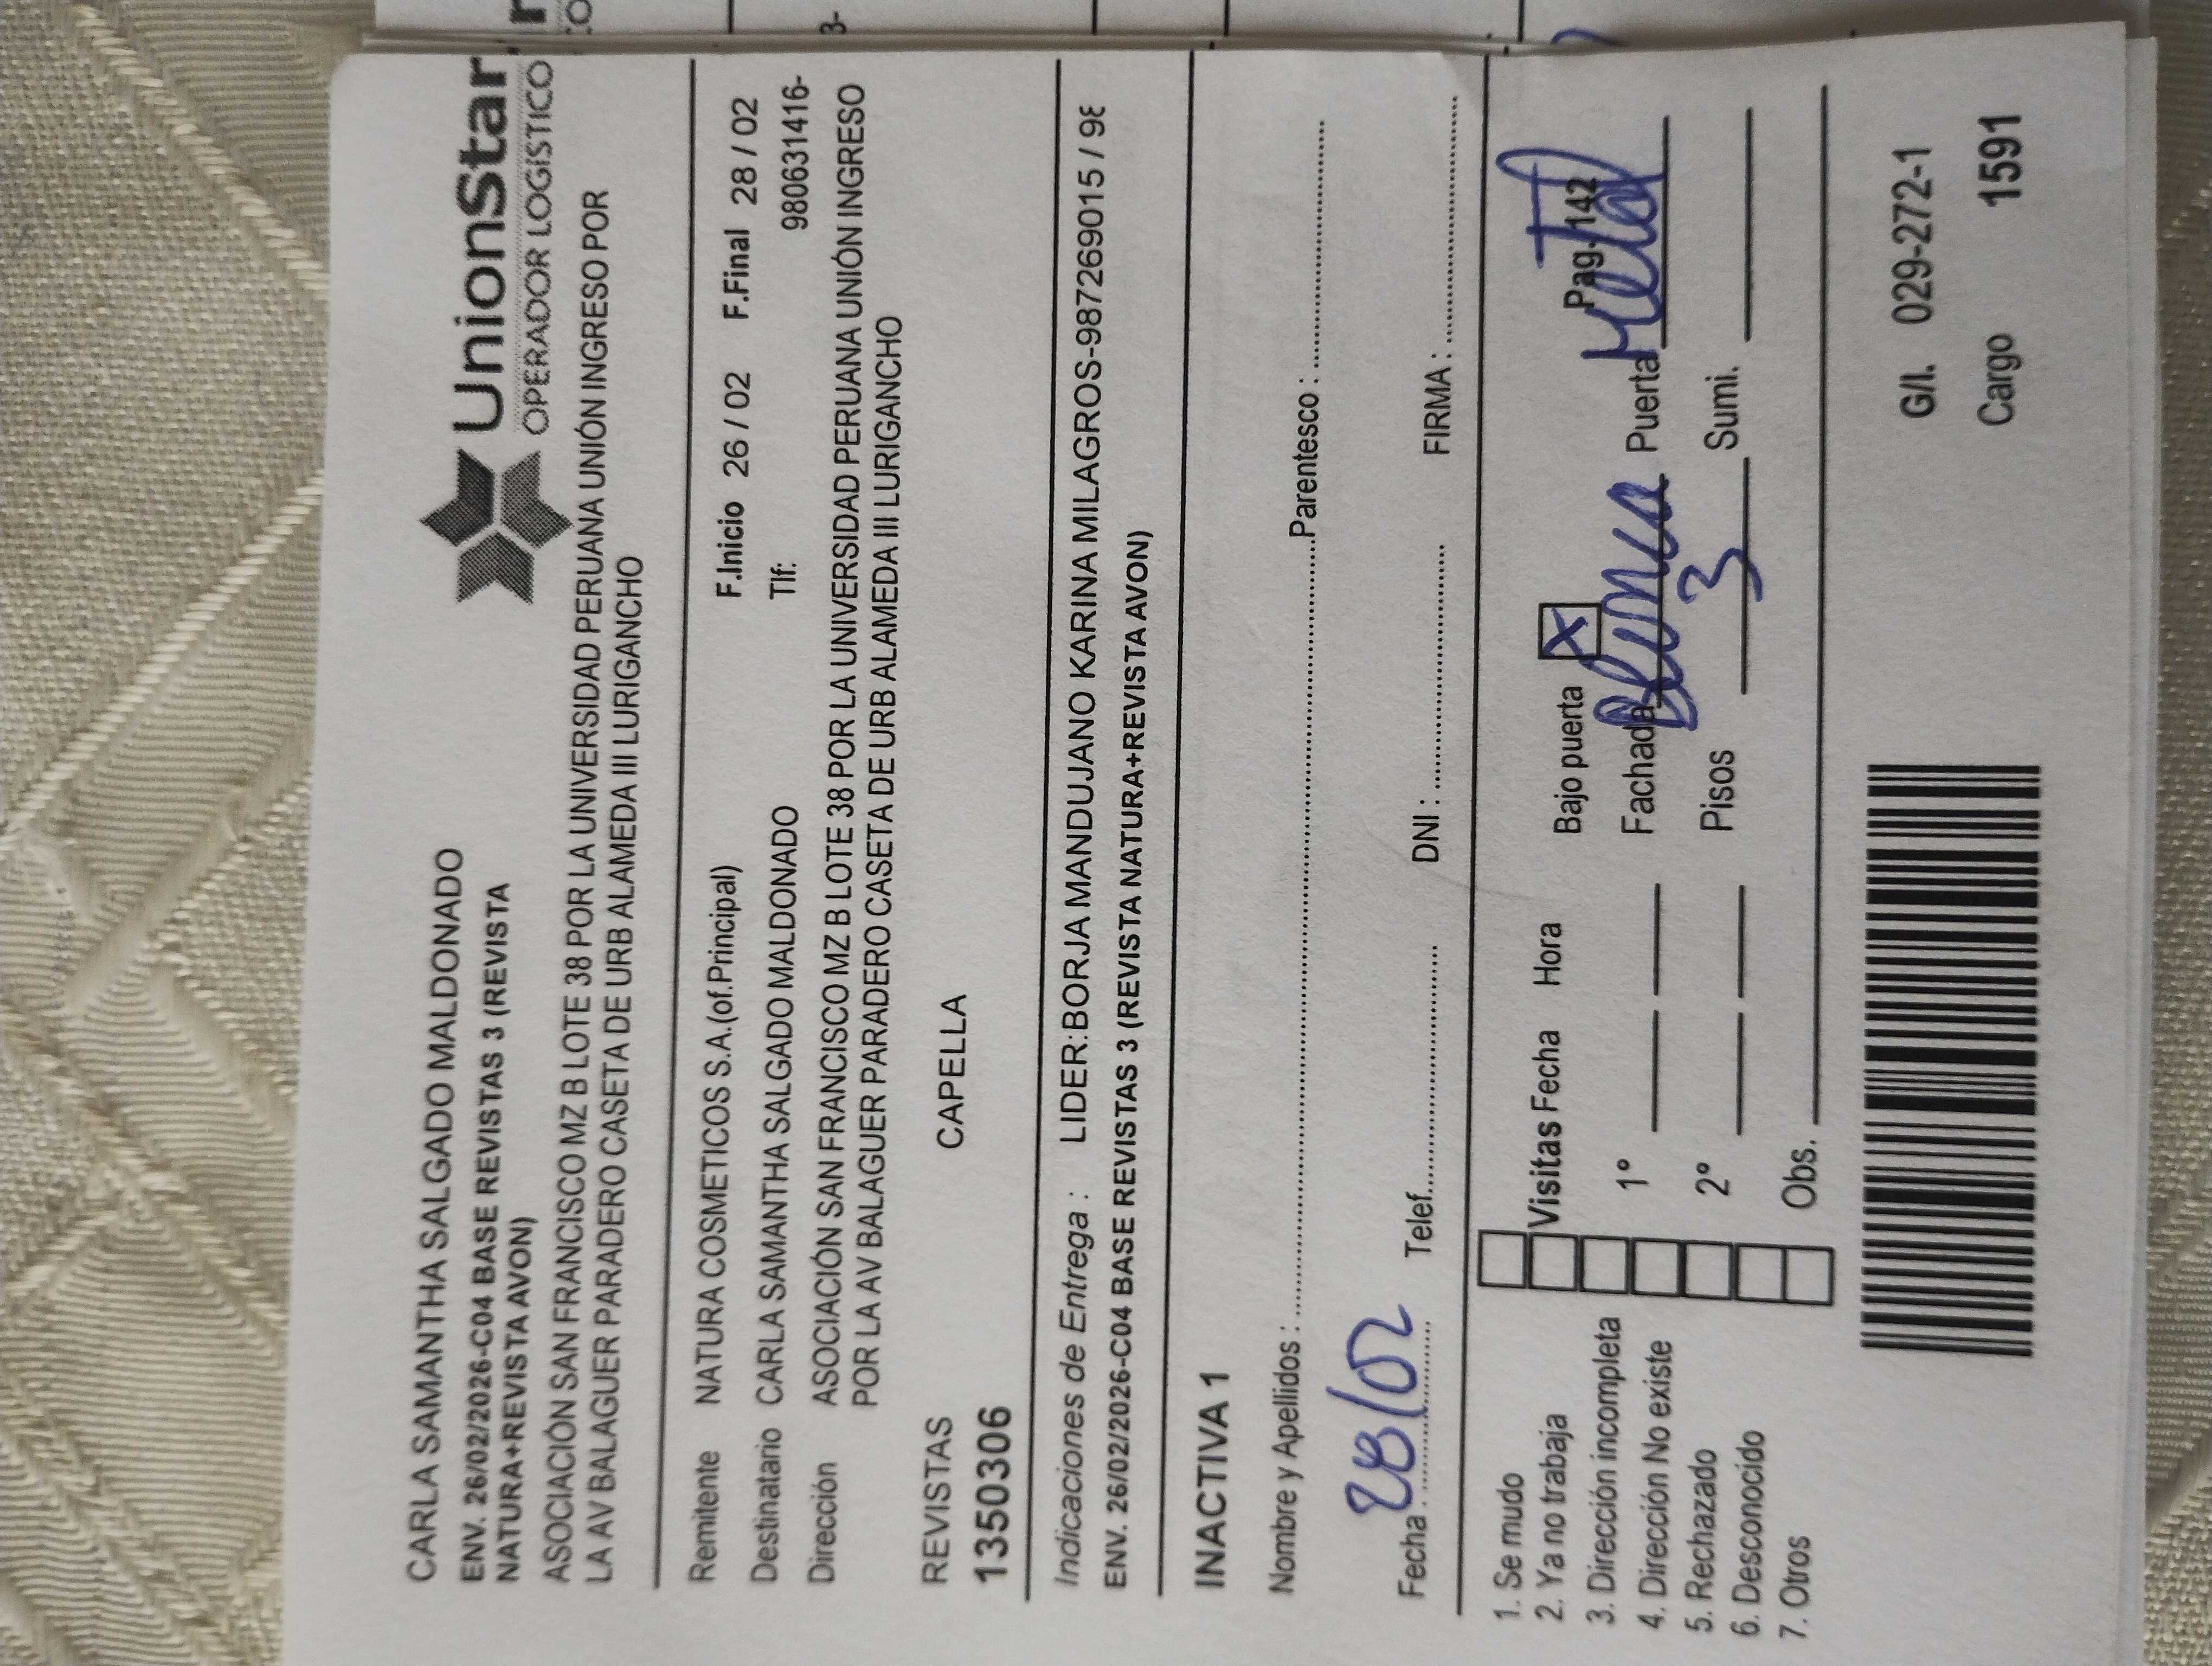 UnionStar
OPERADOR LOGÍSTICO
CARLA SAMANTHA SALGADO MALDONADO
ENV. 26/02/2026-C04 BASE REVISTAS 3 (REVISTA
NATURA+REVISTA AVON)
ASOCIACIÓN SAN FRANCISCO MZ B LOTE 38 POR LA UNIVERSIDAD PERUANA UNIÓN INGRESO POR
LA AV BALAGUER PARADERO CASETA DE URB ALAMEDA III LURIGANCHO
Remitente NATURA COSMETICOS S.A.(of.Principal) F.Inicio 26 / 02 F.Final 28 / 02
Destinatario CARLA SAMANTHA SALGADO MALDONADO Tlf: 980631416-
Dirección ASOCIACIÓN SAN FRANCISCO MZ B LOTE 38 POR LA UNIVERSIDAD PERUANA UNIÓN INGRESO
POR LA AV BALAGUER PARADERO CASETA DE URB ALAMEDA III LURIGANCHO
REVISTAS CAPELLA
1350306
Indicaciones de Entrega : LIDER:BORJA MANDUJANO KARINA MILAGROS-987269015 / 98
ENV. 26/02/2026-C04 BASE REVISTAS 3 (REVISTA NATURA+REVISTA AVON)
INACTIVA 1
Nombre y Apellidos : Parentesco :
Fecha : 28/02 Telef. DNI : FIRMA :
1. Se mudo
2. Ya no trabaja
3. Dirección incompleta
4. Dirección No existe
5. Rechazado
6. Desconocido
7. Otros
Visitas Fecha Hora Bajo puerta X Pag-142
1º Fachada Blanca Puerta Metal
2º Pisos 3 Sumi.
Obs.
G/I. 029-272-1
Cargo 1591